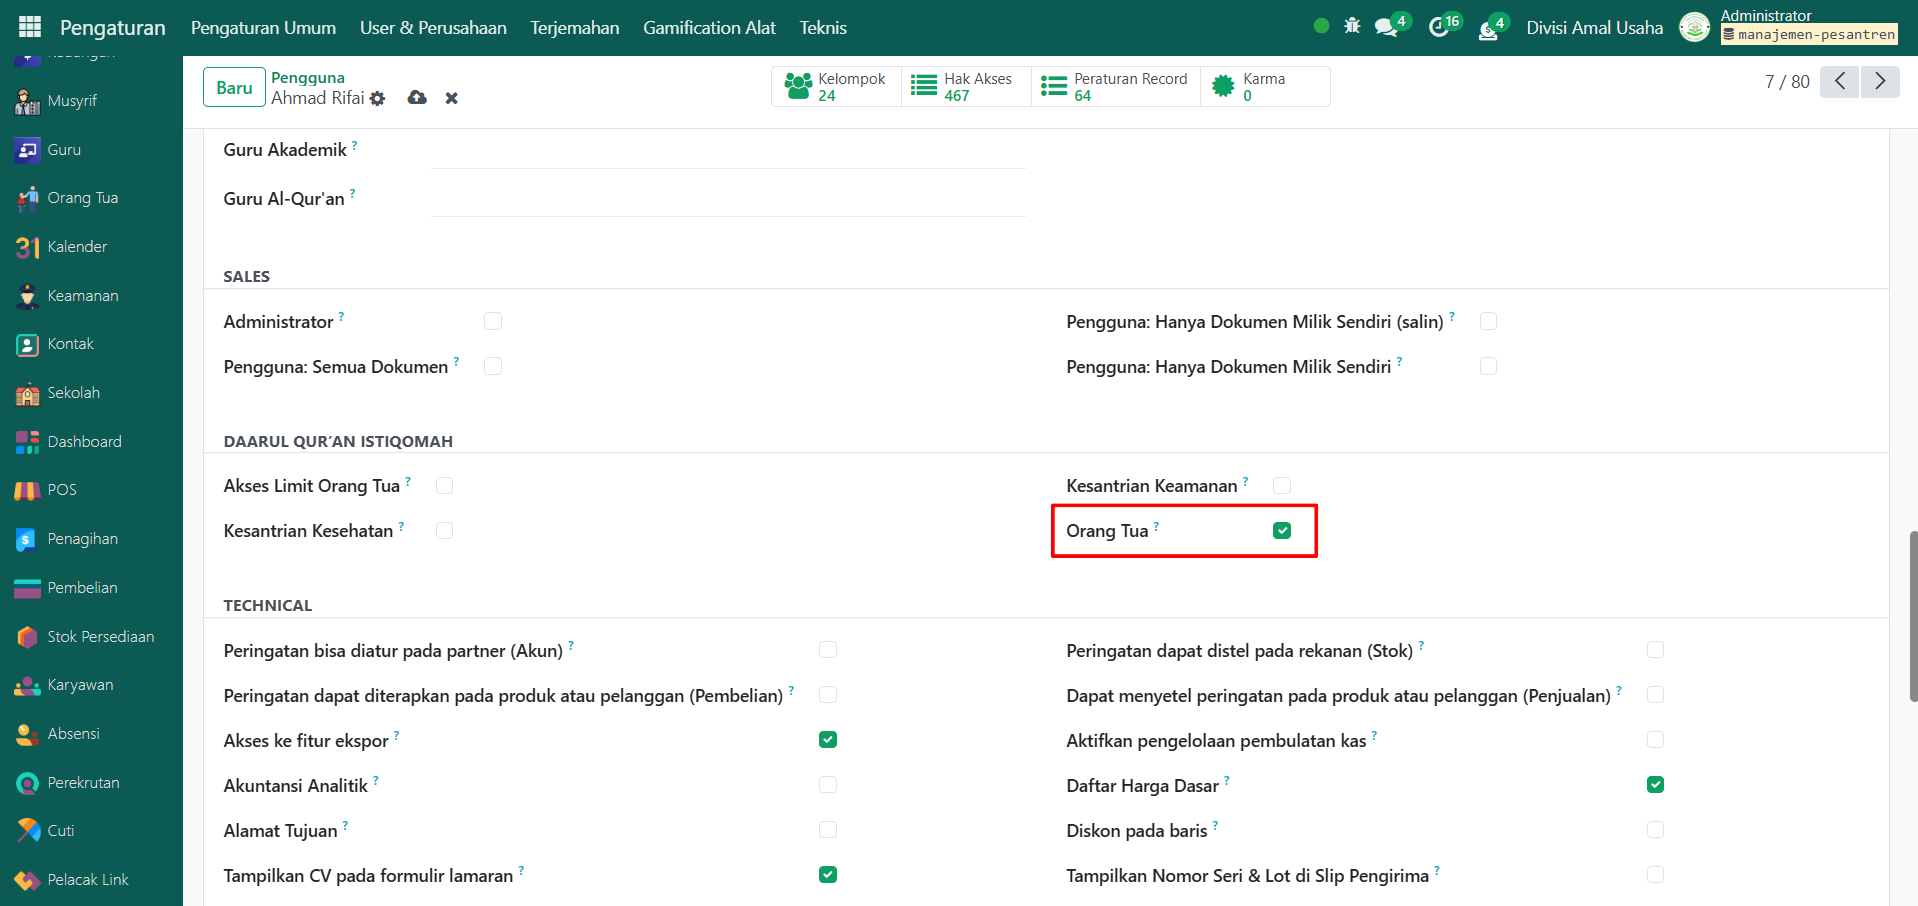 Pengaturan
Pengaturan Umum
User & Perusahaan
Terjemahan
Gamification Alat
Teknis
4
16
4
Divisi Amal Usaha
Administrator
manajemen-pesantren
Keuangan
Musyrif
Guru
Orang Tua
Kalender
Keamanan
Kontak
Sekolah
Dashboard
POS
Penagihan
Pembelian
Stok Persediaan
Karyawan
Absensi
Perekrutan
Cuti
Pelacak Link
Baru
Pengguna
Ahmad Rifai
Kelompok
24
Hak Akses
467
Peraturan Record
64
Karma
0
7 / 80
Guru Akademik ?
Guru Al-Qur'an ?
SALES
Administrator ?
Pengguna: Hanya Dokumen Milik Sendiri (salin) ?
Pengguna: Semua Dokumen ?
Pengguna: Hanya Dokumen Milik Sendiri ?
DAARUL QUR’AN ISTIQOMAH
Akses Limit Orang Tua ?
Kesantrian Keamanan ?
Kesantrian Kesehatan ?
Orang Tua ?
TECHNICAL
Peringatan bisa diatur pada partner (Akun) ?
Peringatan dapat distel pada rekanan (Stok) ?
Peringatan dapat diterapkan pada produk atau pelanggan (Pembelian) ?
Dapat menyetel peringatan pada produk atau pelanggan (Penjualan) ?
Akses ke fitur ekspor ?
Aktifkan pengelolaan pembulatan kas ?
Akuntansi Analitik ?
Daftar Harga Dasar ?
Alamat Tujuan ?
Diskon pada baris ?
Tampilkan CV pada formulir lamaran ?
Tampilkan Nomor Seri & Lot di Slip Pengirima ?